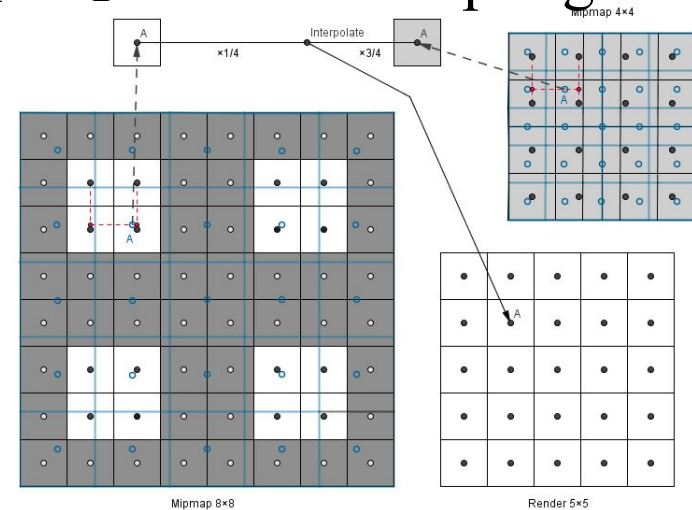 Mipmap 4×4
A
Interpolate
A
×1/4
×3/4
A
A
A
Mipmap 8×8
Render 5×5